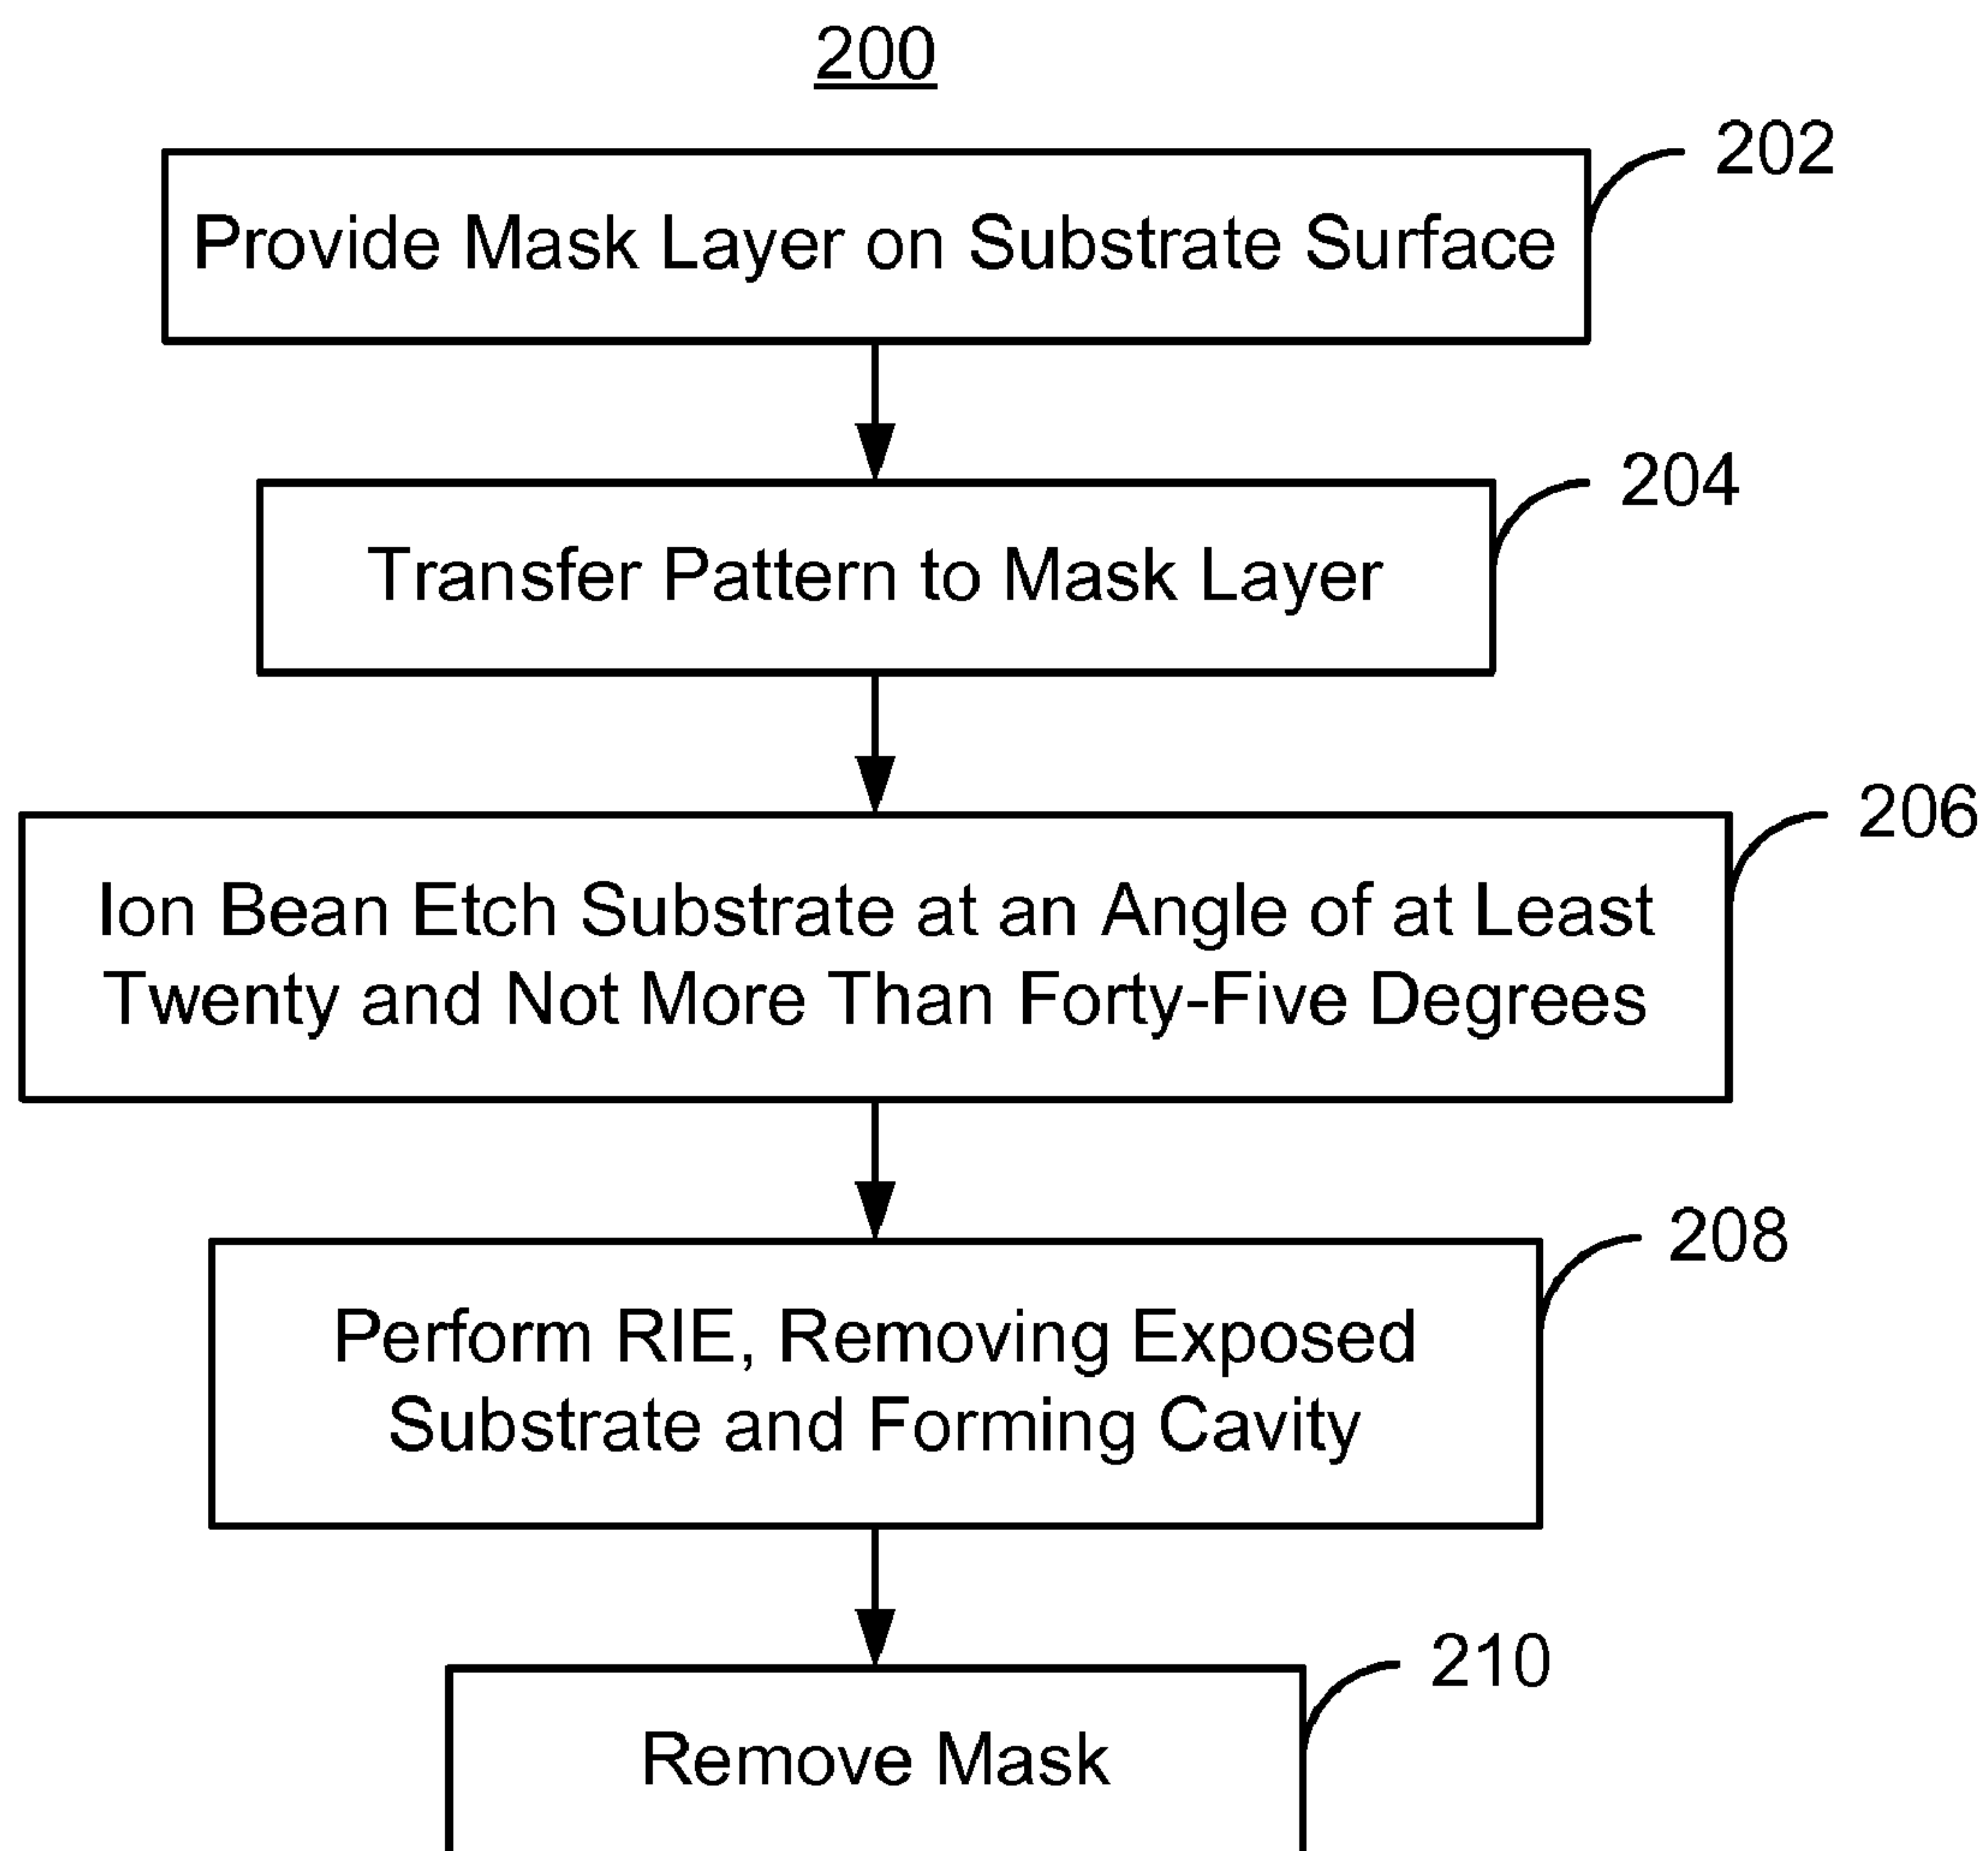 200
202
Provide Mask Layer on Substrate Surface
204
Transfer Pattern to Mask Layer
206
Ion Bean Etch Substrate at an Angle of at Least
Twenty and Not More Than Forty-Five Degrees
208
Perform RIE, Removing Exposed
Substrate and Forming Cavity
210
Remove Mask